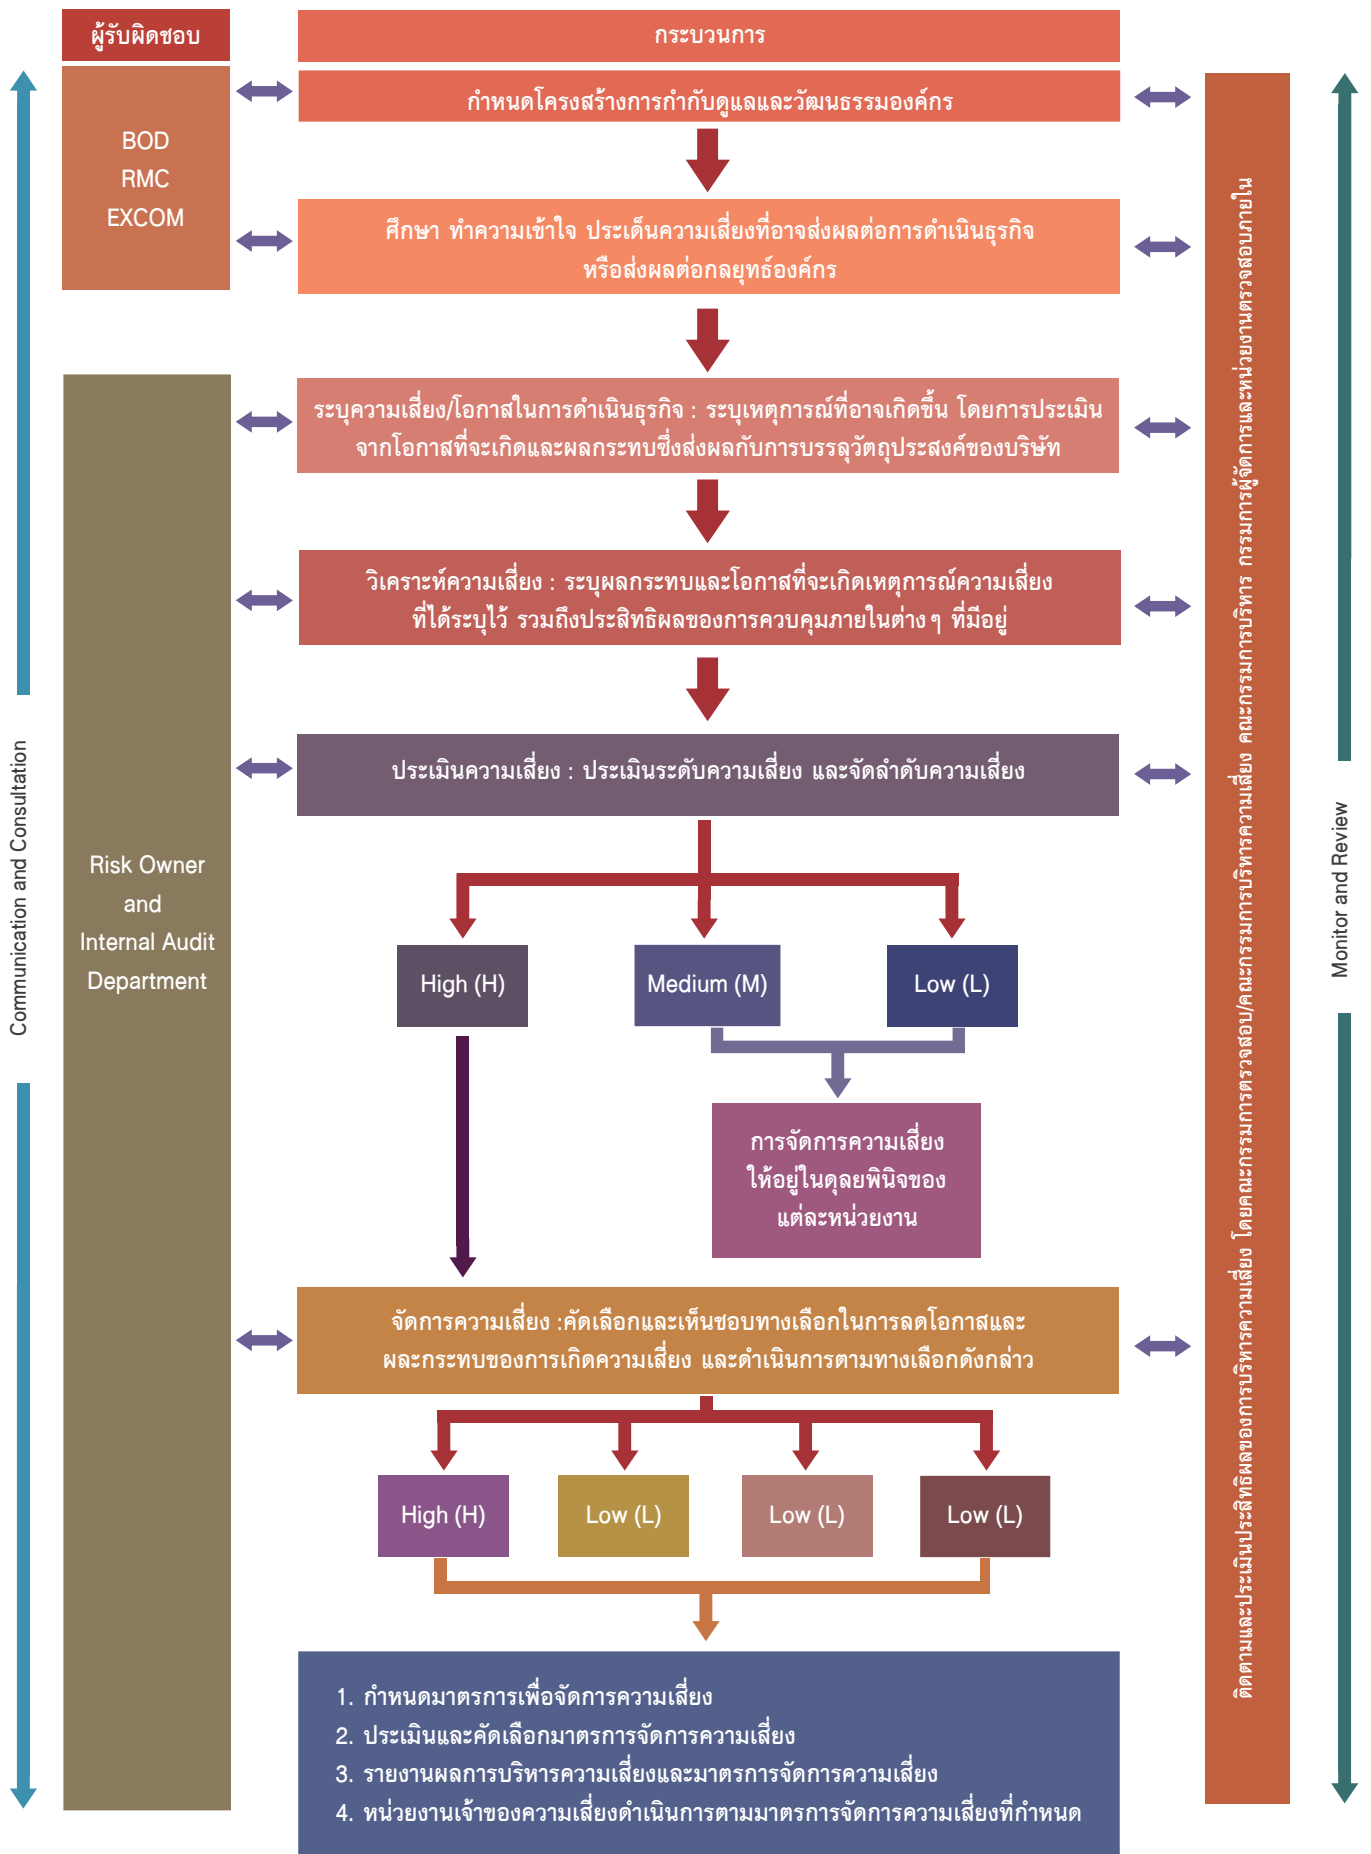 ผู้รับผิดชอบ
กระบวนการ
BOD
RMC
EXCOM
กำหนดโครงสร้างการกำกับดูแลและวัฒนธรรมองค์กร
ศึกษา ทำความเข้าใจ ประเด็นความเสี่ยงที่อาจส่งผลต่อการดำเนินธุรกิจ
หรือส่งผลต่อกลยุทธ์องค์กร
ระบุความเสี่ยง/โอกาสในการดำเนินธุรกิจ : ระบุเหตุการณ์ที่อาจเกิดขึ้น โดยการประเมิน
จากโอกาสที่จะเกิดและผลกระทบซึ่งส่งผลกับการบรรลุวัตถุประสงค์ของบริษัท
วิเคราะห์ความเสี่ยง : ระบุผลกระทบและโอกาสที่จะเกิดเหตุการณ์ความเสี่ยง
ที่ได้ระบุไว้ รวมถึงประสิทธิผลของการควบคุมภายในต่างๆ ที่มีอยู่
ประเมินความเสี่ยง : ประเมินระดับความเสี่ยง และจัดลำดับความเสี่ยง
Communication and Consultation
Risk Owner
and
Internal Audit
Department
High (H)
Medium (M)
Low (L)
การจัดการความเสี่ยง
ให้อยู่ในดุลยพินิจของ
แต่ละหน่วยงาน
จัดการความเสี่ยง :คัดเลือกและเห็นชอบทางเลือกในการลดโอกาสและ
ผละกระทบของการเกิดความเสี่ยง และดำเนินการตามทางเลือกดังกล่าว
High (H)
Low (L)
Low (L)
Low (L)
1. กำหนดมาตรการเพื่อจัดการความเสี่ยง
2. ประเมินและคัดเลือกมาตรการจัดการความเสี่ยง
3. รายงานผลการบริหารความเสี่ยงและมาตรการจัดการความเสี่ยง
4. หน่วยงานเจ้าของความเสี่ยงดำเนินการตามมาตรการจัดการความเสี่ยงที่กำหนด
ติดตามและประเมินประสิทธิผลของการบริหารความเสี่ยง โดยคณะกรรมการตรวจสอบ/คณะกรรมการบริหารความเสี่ยง คณะกรรมการบริหาร กรรมการผู้จัดการและหน่วยงานตรวจสอบภายใน
Monitor and Review